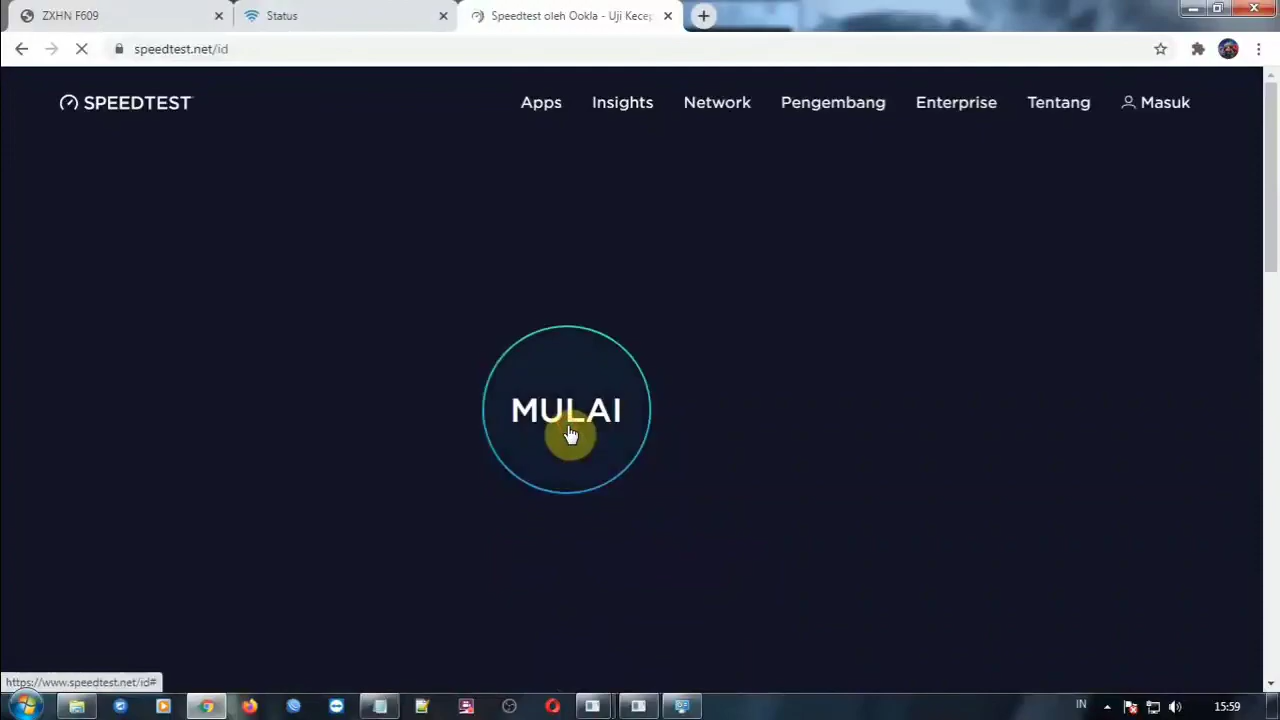 ZXHN F609
Status
Speedtest oleh Ookla - Uji Kecep
speedtest.net/id
SPEEDTEST
Apps
Insights
Network
Pengembang
Enterprise
Tentang
Masuk
MULAI
https://www.speedtest.net/id#
IN
15:59